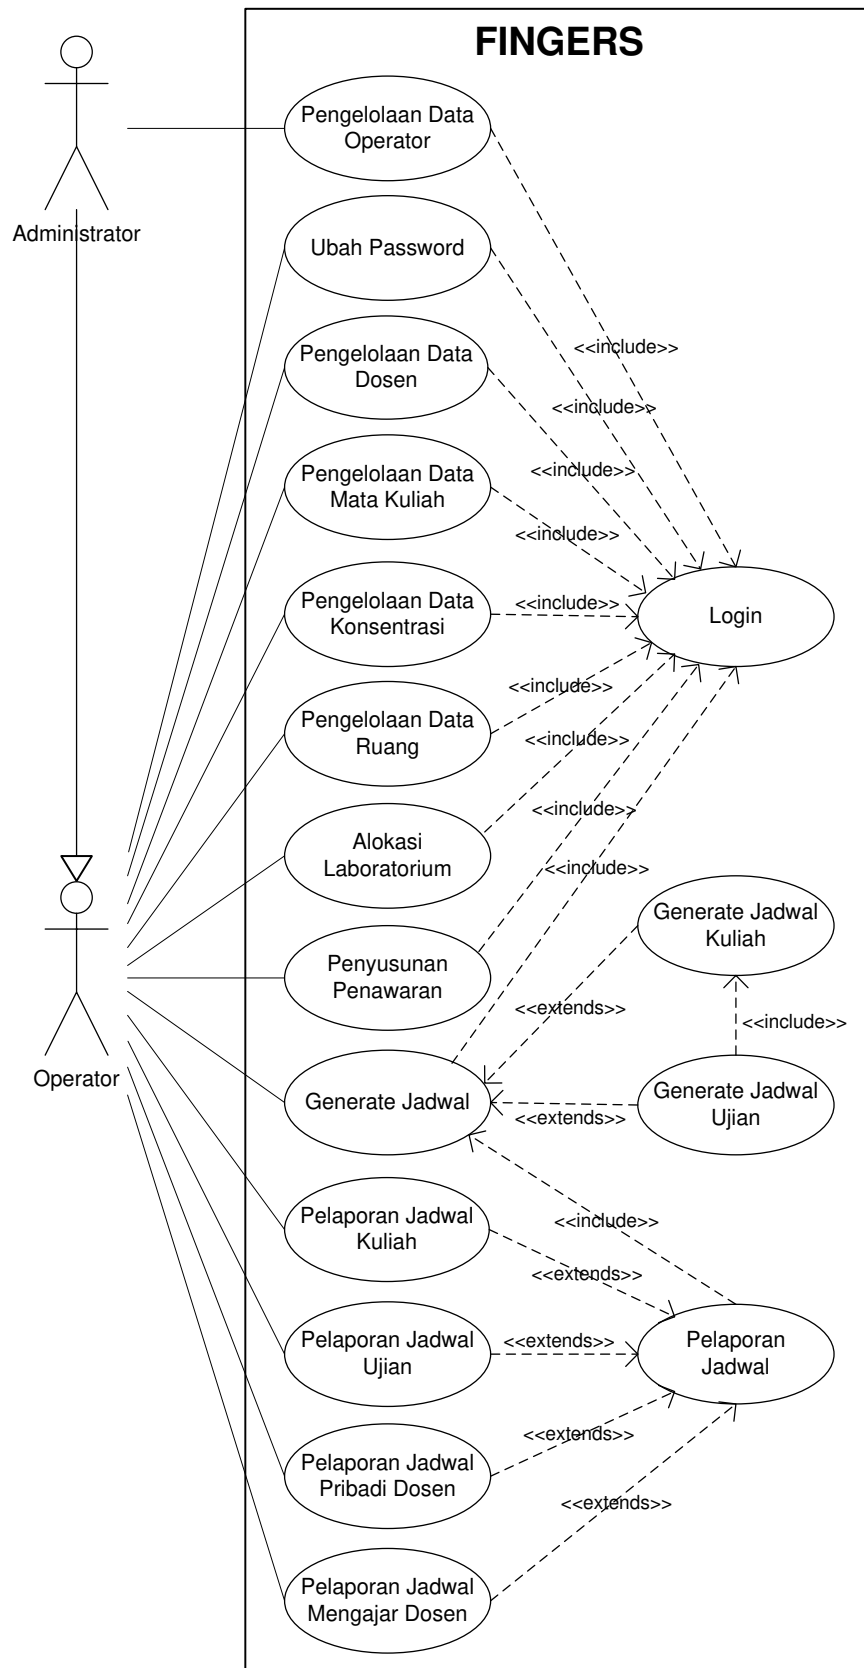 FINGERS
Pengelolaan Data
Operator
Administrator
Ubah Password
<<include>>
Pengelolaan Data
Dosen
<<include>>
Pengelolaan Data
Mata Kuliah
<<include>>
<<include>>
Pengelolaan Data
Konsentrasi
<<include>>
Login
<<include>>
Pengelolaan Data
Ruang
<<include>>
Alokasi
Laboratorium
<<include>>
<<include>>
Generate Jadwal
Kuliah
Penyusunan
Penawaran
<<extends>>
<<include>>
Operator
Generate Jadwal
Generate Jadwal
Ujian
<<extends>>
Pelaporan Jadwal
Kuliah
<<include>>
<<extends>>
Pelaporan Jadwal
Ujian
<<extends>>
Pelaporan
Jadwal
Pelaporan Jadwal
Pribadi Dosen
<<extends>>
<<extends>>
Pelaporan Jadwal
Mengajar Dosen